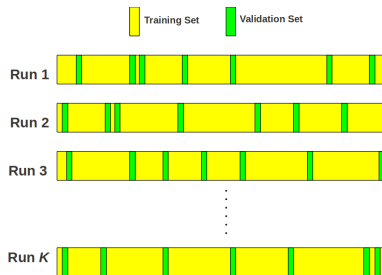 Training Set
Validation Set
Run 1
Run 2
Run 3
Run K